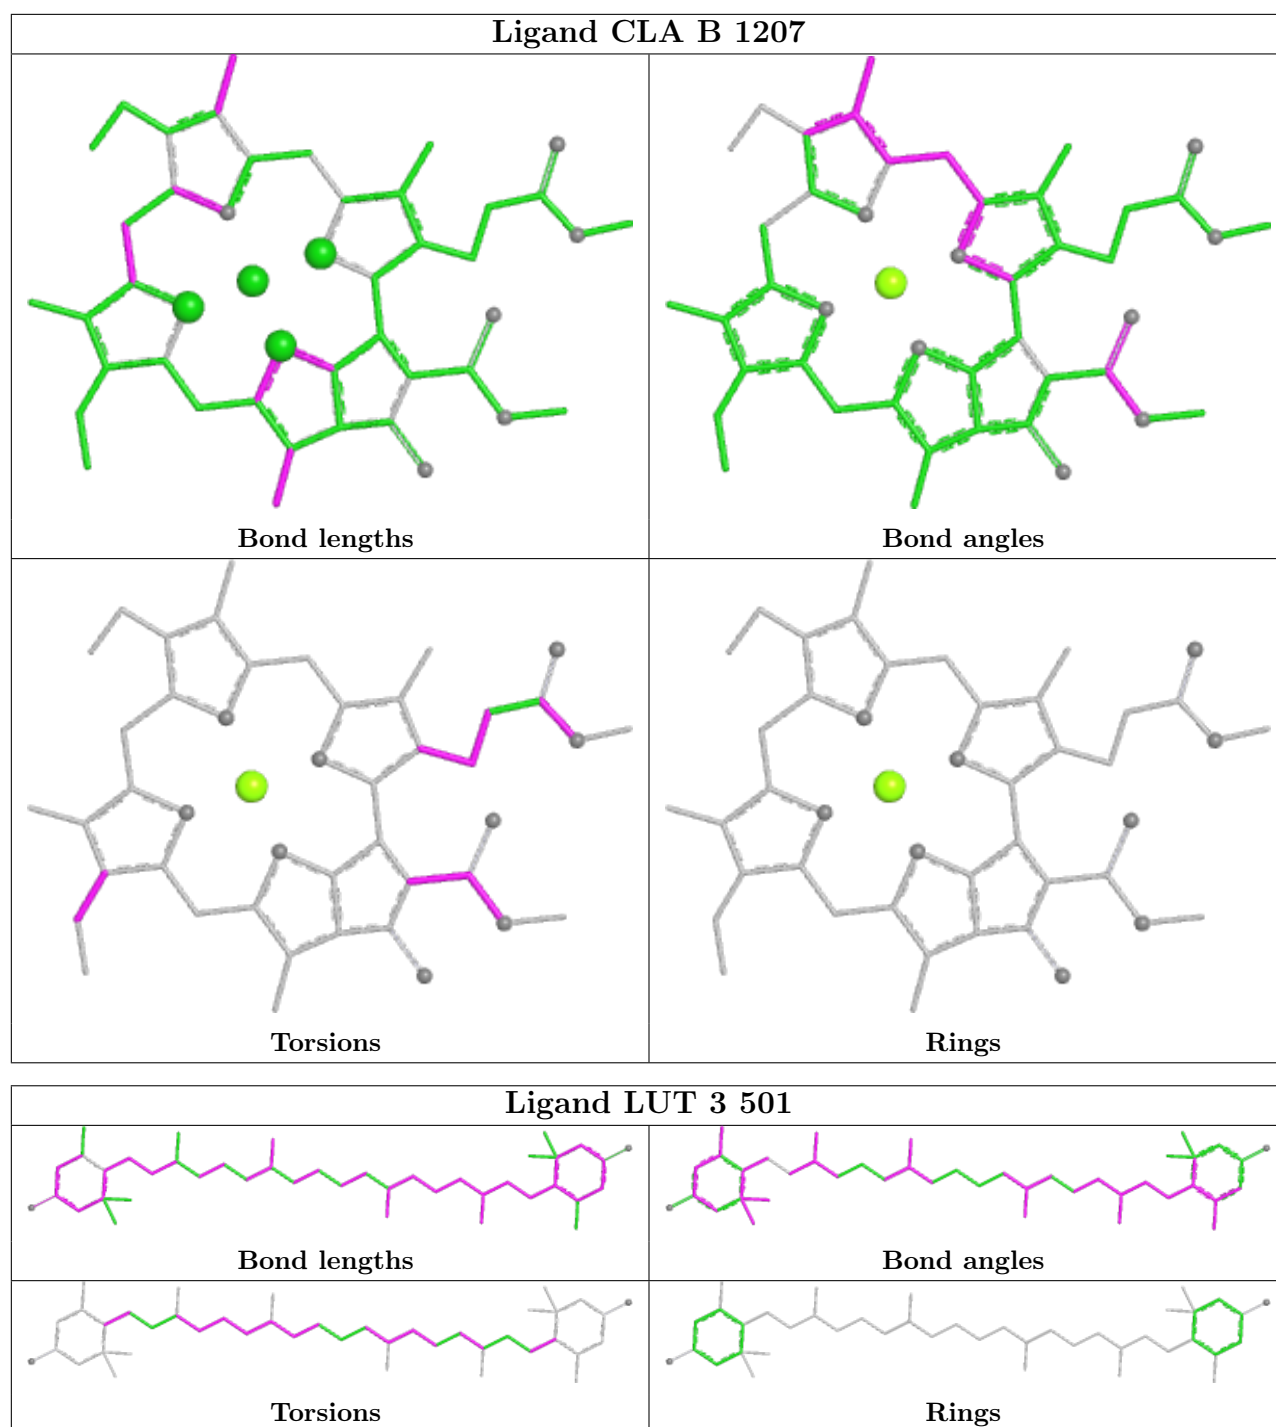 Ligand CLA B 1207
Bond lengths
Bond angles
Torsions
Rings
Ligand LUT 3 501
Bond lengths
Bond angles
Torsions
Rings